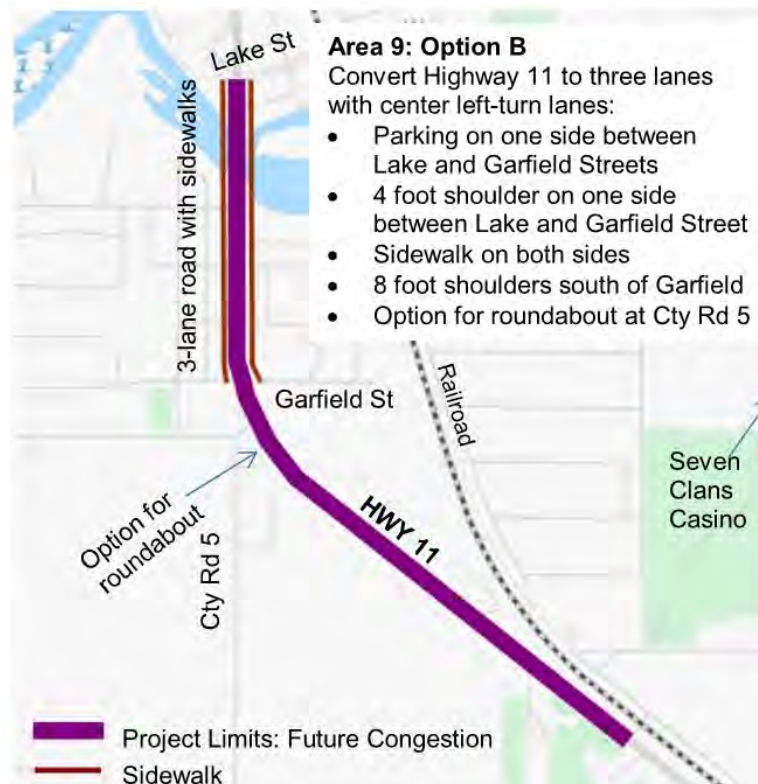 Lake St
Area 9: Option B
Convert Highway 11 to three lanes
with center left-turn lanes:
• Parking on one side between
Lake and Garfield Streets
• 4 foot shoulder on one side
between Lake and Garfield Street
• Sidewalk on both sides
• 8 foot shoulders south of Garfield
• Option for roundabout at Cty Rd 5
3-lane road with sidewalks
Garfield St
Railroad
Seven
Clans
Casino
Option for
roundabout
Cty Rd 5
HWY 11
Project Limits: Future Congestion
Sidewalk